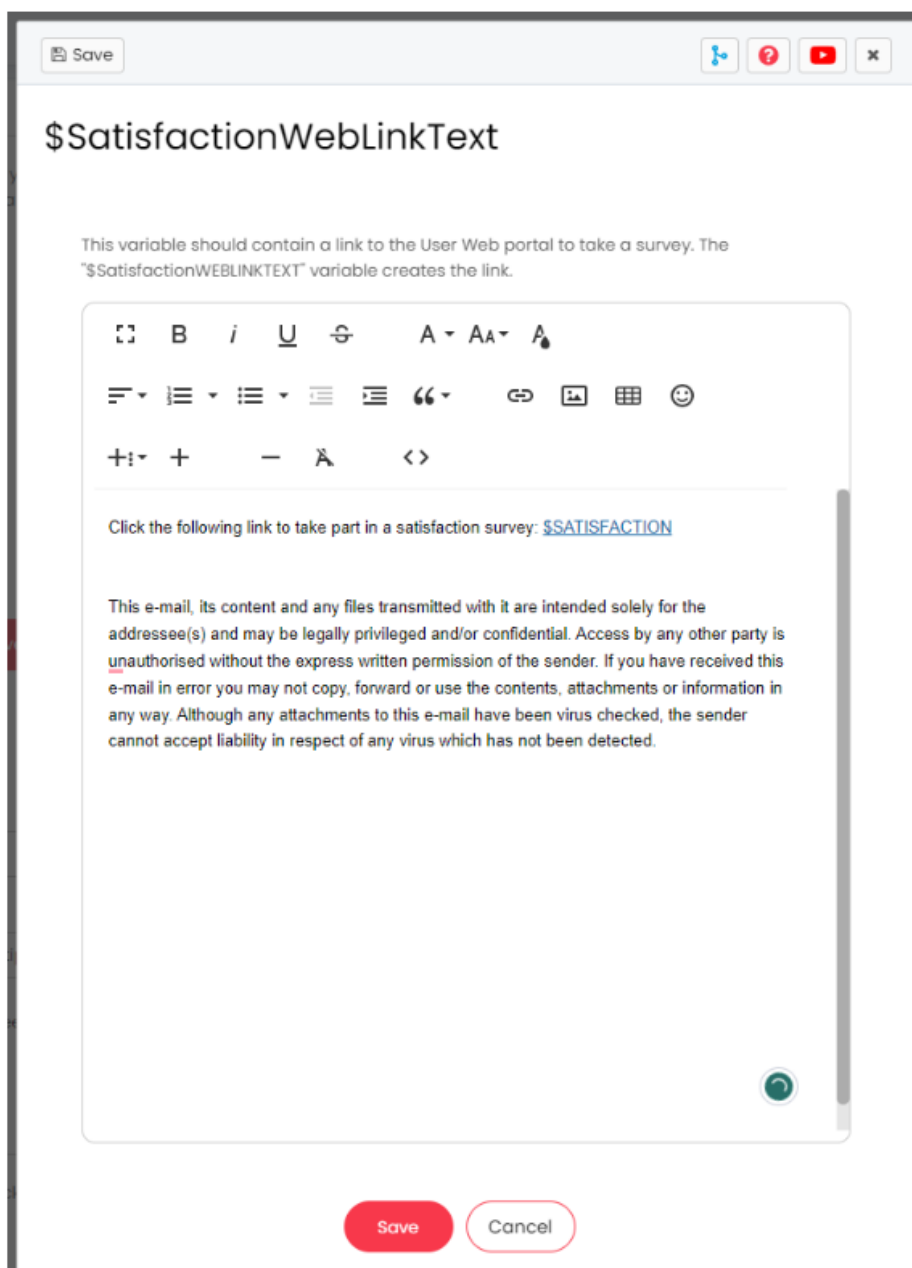 Save
$SatisfactionWebLinkText
This variable should contain a link to the User Web portal to take a survey. The
"$SatisfactionWEBLINKTEXT" variable creates the link.
B i U S A AA A
Click the following link to take part in a satisfaction survey: $SATISFACTION
This e-mail, its content and any files transmitted with it are intended solely for the
addressee(s) and may be legally privileged and/or confidential. Access by any other party is
unauthorised without the express written permission of the sender. If you have received this
e-mail in error you may not copy, forward or use the contents, attachments or information in
any way. Although any attachments to this e-mail have been virus checked, the sender
cannot accept liability in respect of any virus which has not been detected.
Save Cancel